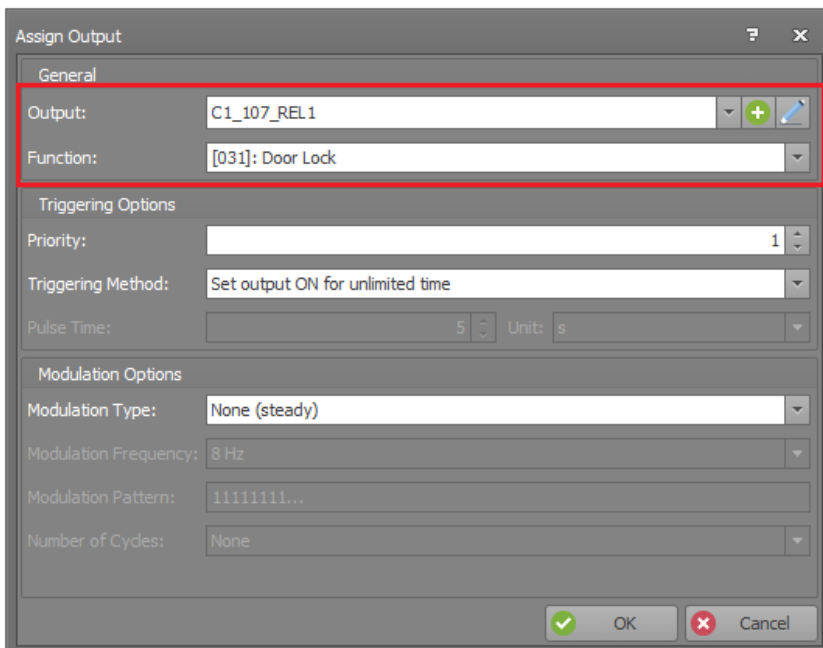 Assign Output
General
Output: C1_107_REL1
Function: [031]: Door Lock
Triggering Options
Priority: 1
Triggering Method: Set output ON for unlimited time
Pulse Time: 5 Unit: s
Modulation Options
Modulation Type: None (steady)
Modulation Frequency: 8 Hz
Modulation Pattern: 11111111...
Number of Cycles: None
OK Cancel